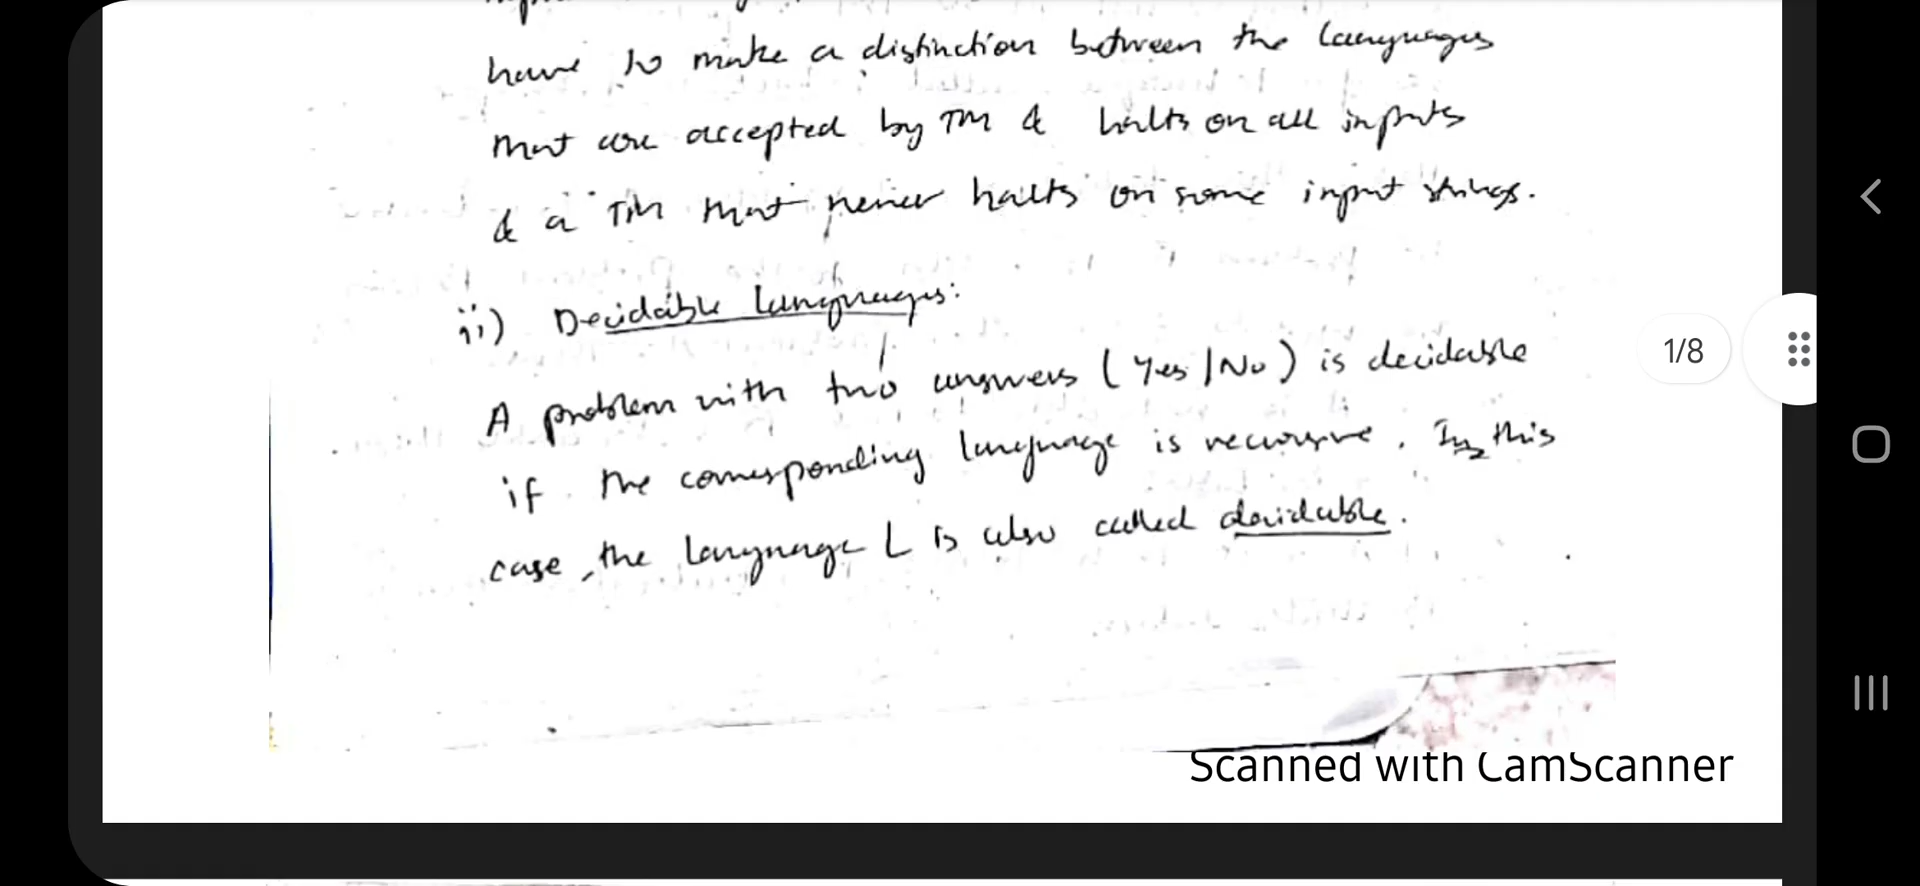 have to make a distinction between the languages
that are accepted by TM & halts on all inputs
& a TM that never halts on some input strings.
ii) Decidable languages:
A problem with two answers (Yes/No) is decidable
if the corresponding language is recursive. In this
case, the language L is also called decidable.
1/8
Scanned with CamScanner